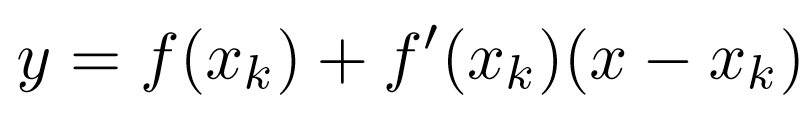 y = f(x_k) + f′(x_k)(x − x_k)